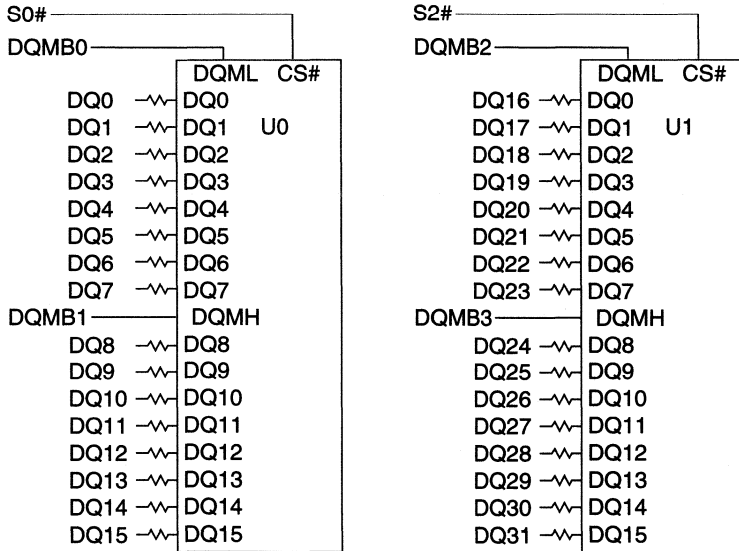 S0# S2#
DQMB0 DQMB2
DQML CS# DQML CS#
DQ0 DQ0 DQ16 DQ0
DQ1 DQ1 U0 DQ17 DQ1 U1
DQ2 DQ2 DQ18 DQ2
DQ3 DQ3 DQ19 DQ3
DQ4 DQ4 DQ20 DQ4
DQ5 DQ5 DQ21 DQ5
DQ6 DQ6 DQ22 DQ6
DQ7 DQ7 DQ23 DQ7
DQMB1 DQMH DQMB3 DQMH
DQ8 DQ8 DQ24 DQ8
DQ9 DQ9 DQ25 DQ9
DQ10 DQ10 DQ26 DQ10
DQ11 DQ11 DQ27 DQ11
DQ12 DQ12 DQ28 DQ12
DQ13 DQ13 DQ29 DQ13
DQ14 DQ14 DQ30 DQ14
DQ15 DQ15 DQ31 DQ15